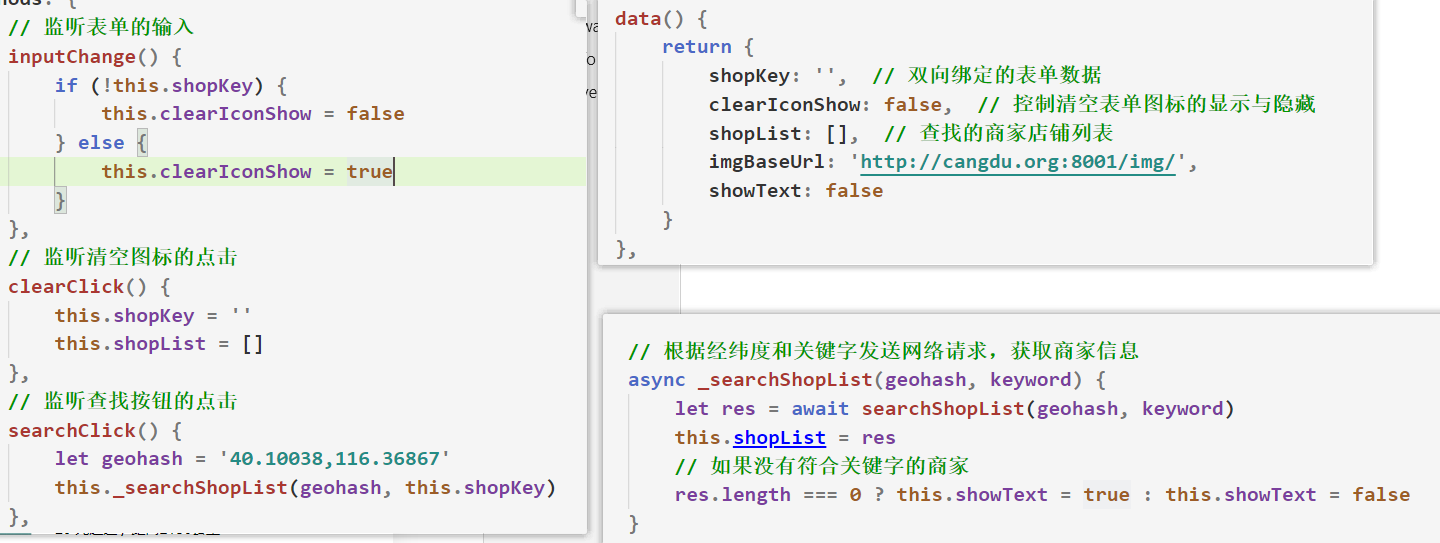 // 监听表单的输入
inputChange() {
if (!this.shopKey) {
this.clearIconShow = false
} else {
this.clearIconShow = true
}
},
// 监听清空图标的点击
clearClick() {
this.shopKey = ''
this.shopList = []
},
// 监听查找按钮的点击
searchClick() {
let geohash = '40.10038,116.36867'
this._searchShopList(geohash, this.shopKey)
},
data() {
return {
shopKey: '', // 双向绑定的表单数据
clearIconShow: false, // 控制清空表单图标的显示与隐藏
shopList: [], // 查找的商家店铺列表
imgBaseUrl: 'http://cangdu.org:8001/img/',
showText: false
}
},
// 根据经纬度和关键字发送网络请求，获取商家信息
async _searchShopList(geohash, keyword) {
let res = await searchShopList(geohash, keyword)
this.shopList = res
// 如果没有符合关键字的商家
res.length === 0 ? this.showText = true : this.showText = false
}